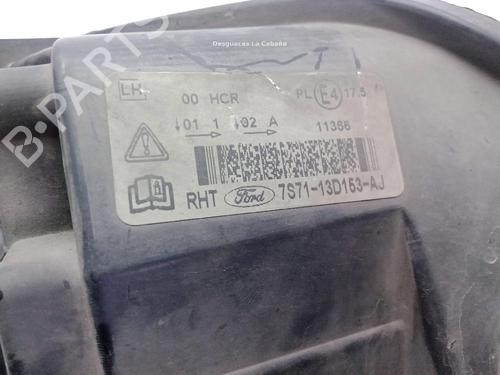 Desguaces La Cabaña
B-PARTS
LH
00 HCR
PL E4 17.5
01 1 02 A
11366
RHT Ford 7S71-13D153-AJ